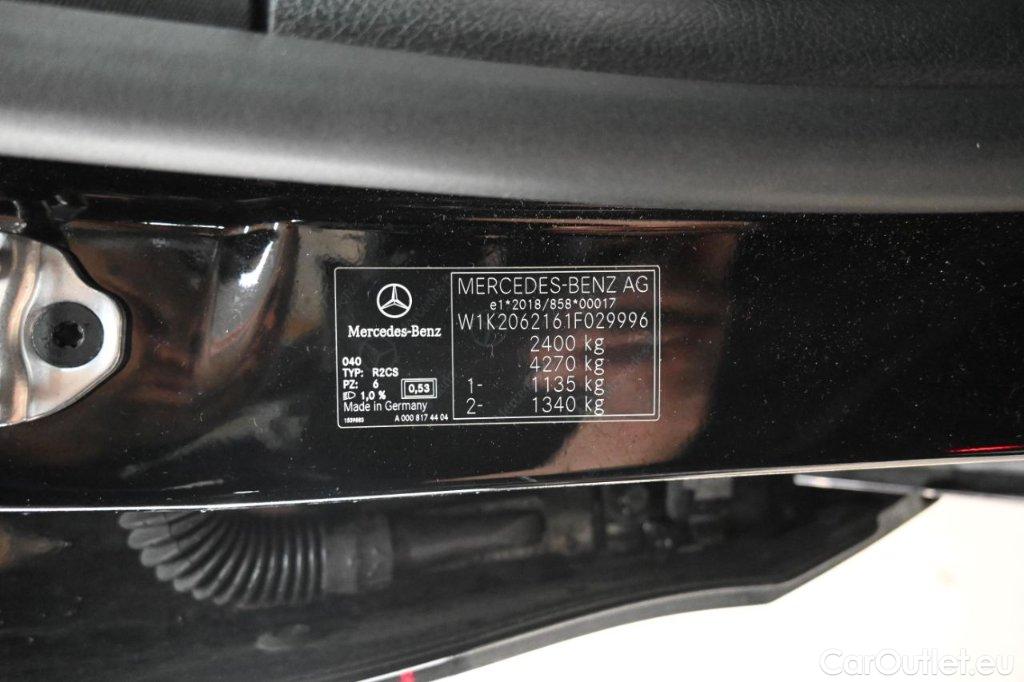 Mercedes-Benz
040
TYP: R2CS
PZ: 6
1,0 %
0,53
Made in Germany
1539885 A 000 817 44 04
MERCEDES-BENZ AG
e1*2018/858*00017
W1K2062161F029996
2400 kg
4270 kg
1- 1135 kg
2- 1340 kg
CarOutlet.eu